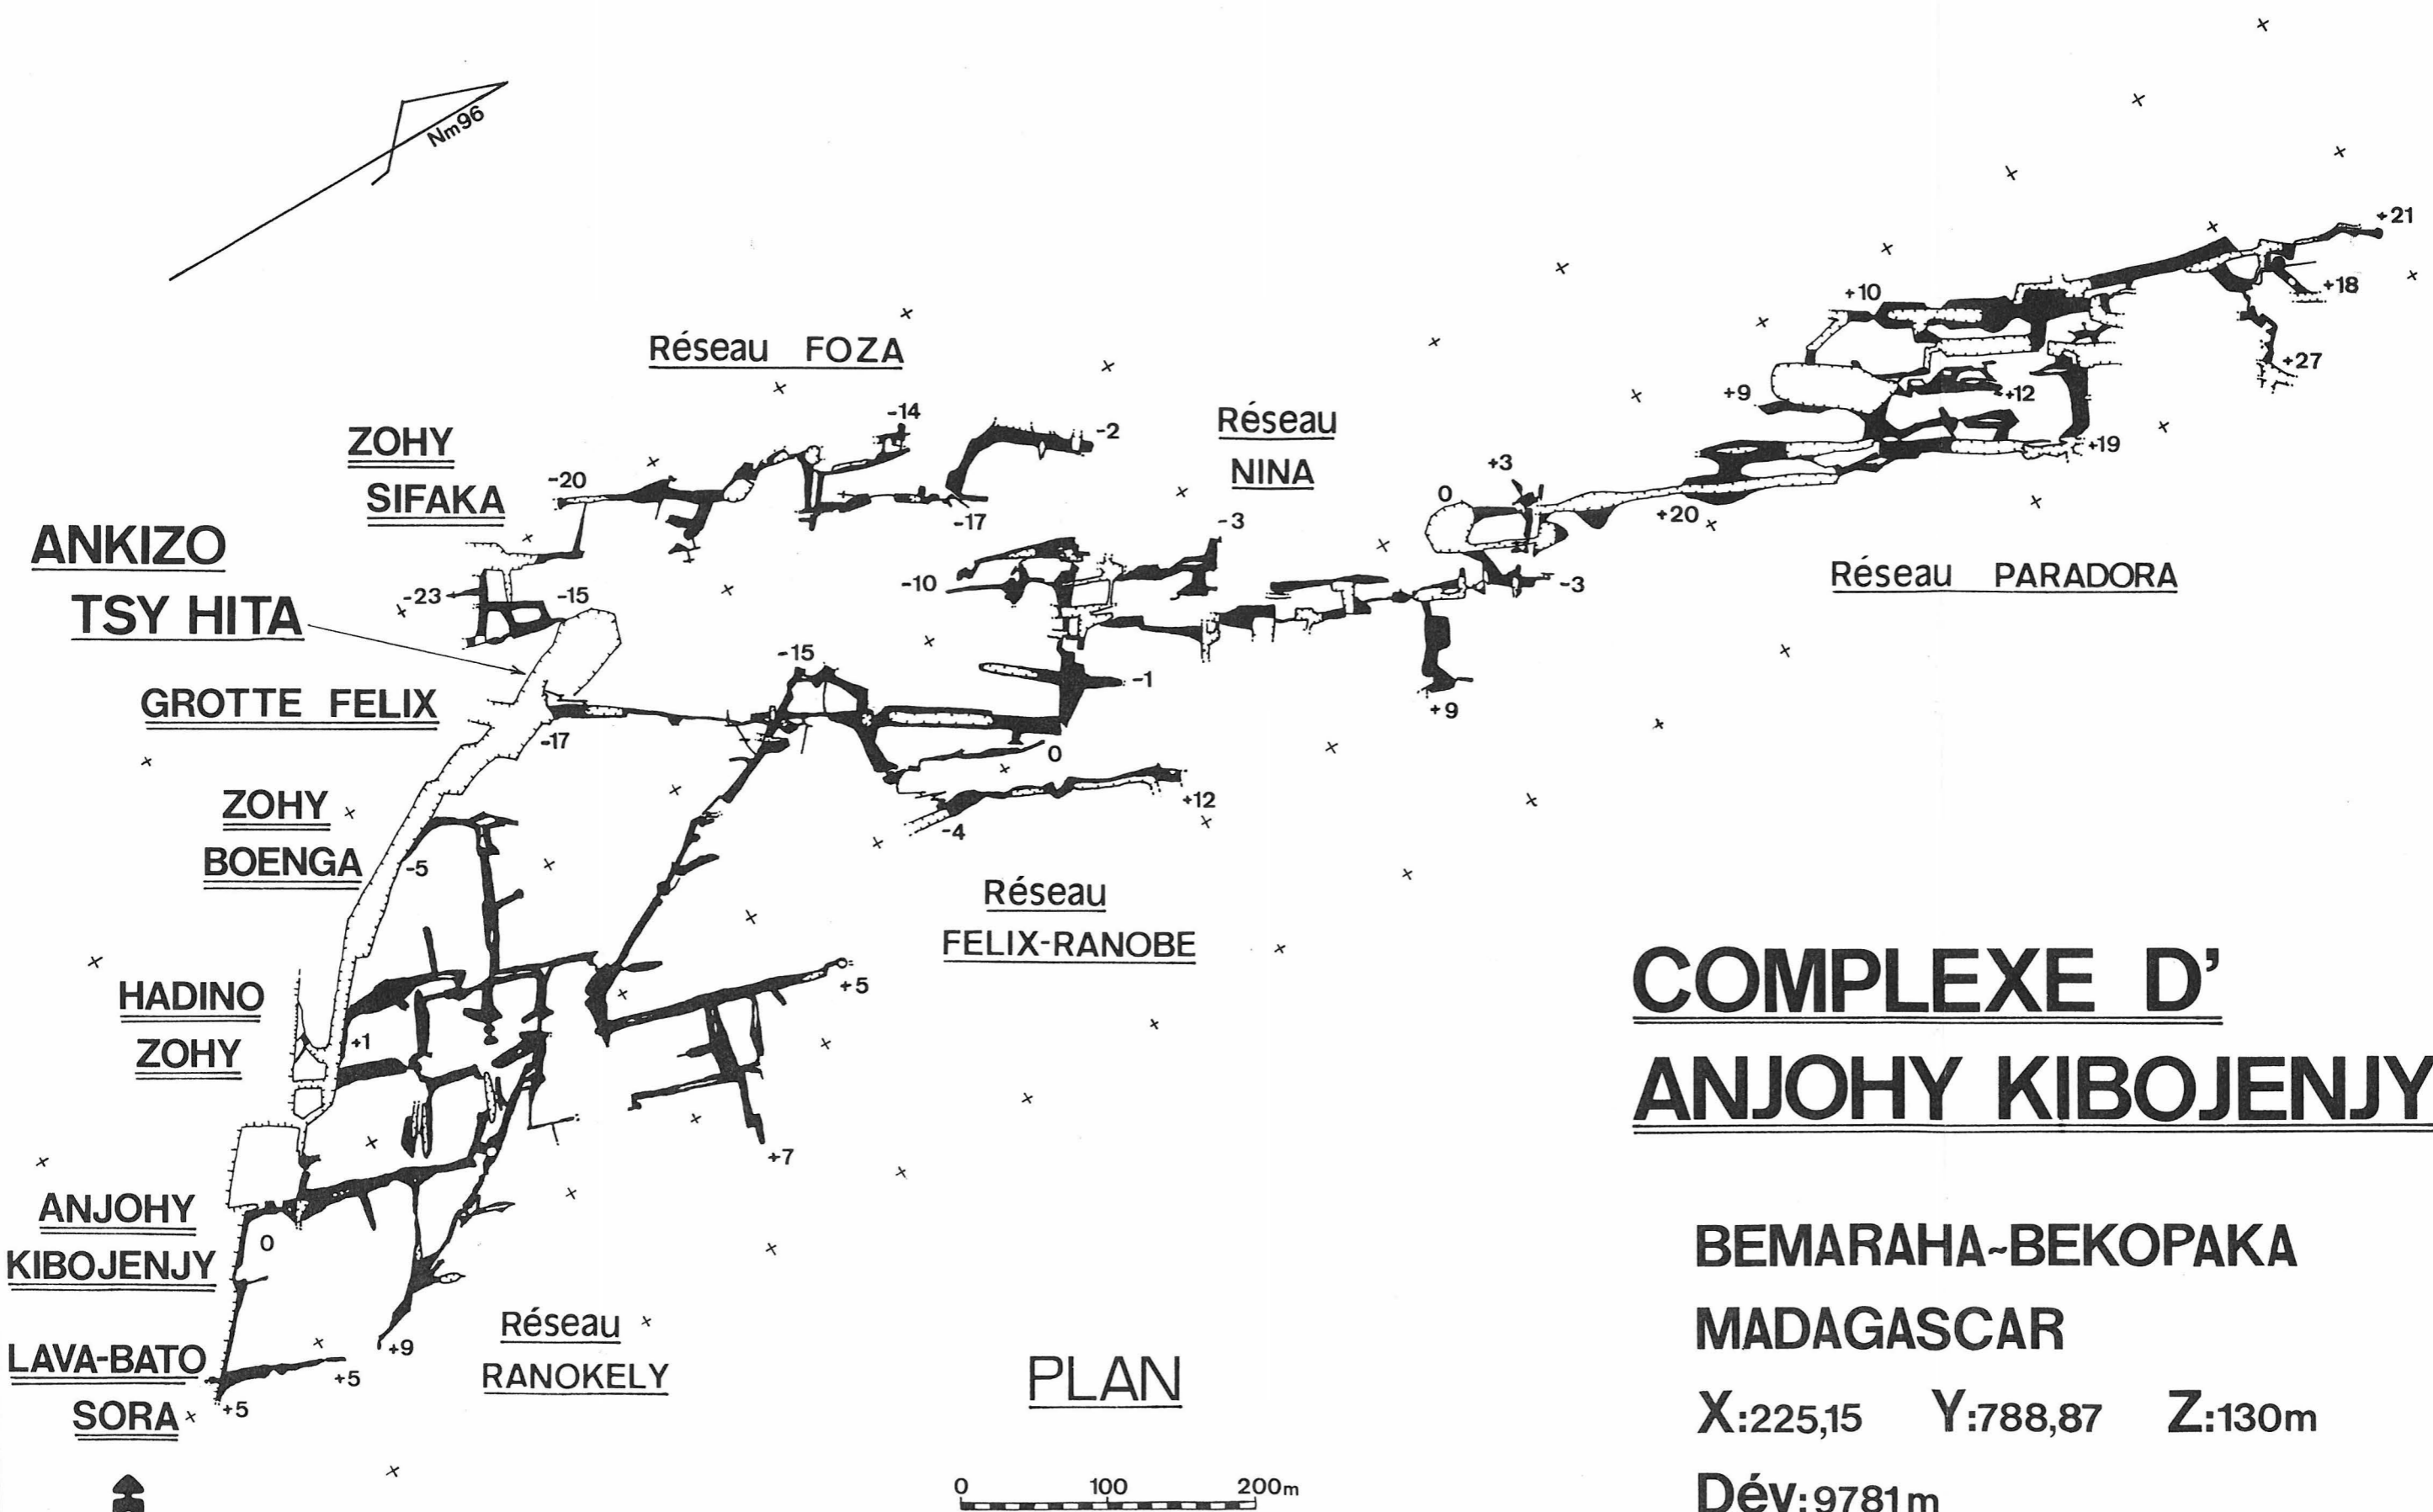 Nm96
+21
+18
+10
+27
Réseau FOZA
+9
+12
-14
-2
Réseau
NINA
ZOHY
SIFAKA
+19
-20
+3
0
-17
+20
-3
ANKIZO
TSY HITA
-10
-3
Réseau PARADORA
-23
-15
-15
-1
GROTTE FELIX
+9
-17
0
ZOHY
BOENGA
+12
-4
-5
Réseau
FELIX-RANOBE
COMPLEXE D'
ANJOHY KIBOJENJY
+5
HADINO
ZOHY
+1
+7
ANJOHY
KIBOJENJY
0
BEMARAHA~BEKOPAKA
MADAGASCAR
Réseau
RANOKELY
+9
LAVA-BATO
SORA
+5
+5
PLAN
X:225,15 Y:788,87 Z:130m
0 100 200m
Dév:9781m